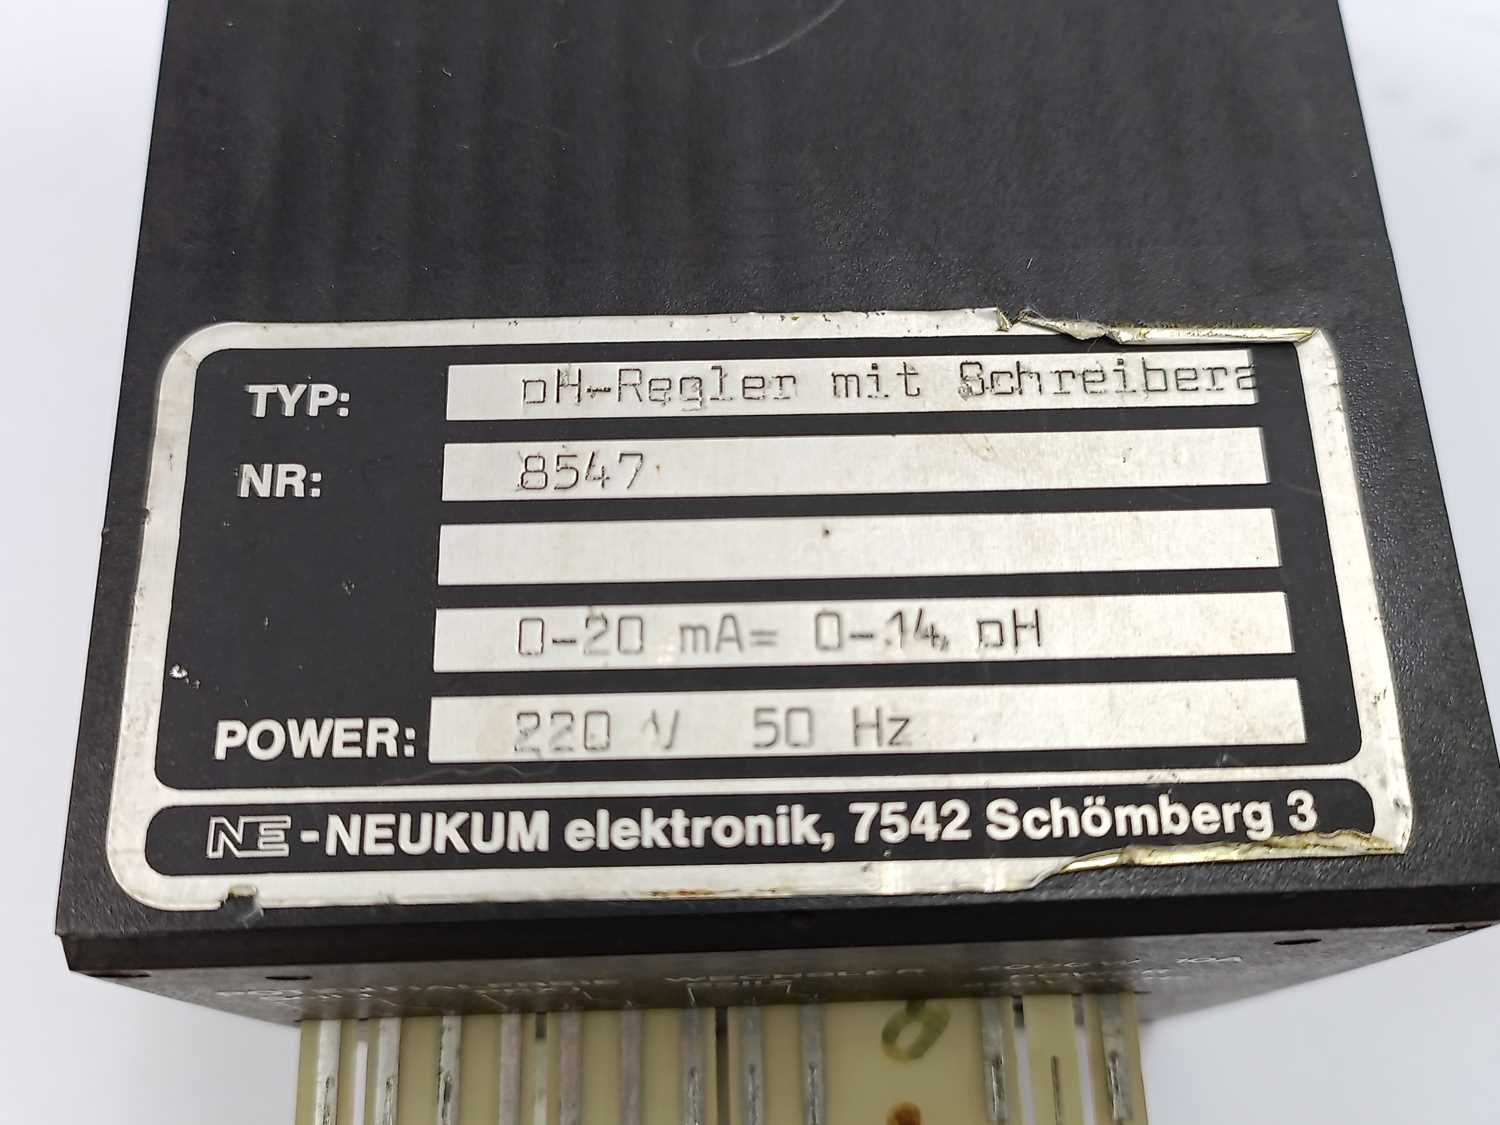 TYP: pH-Regler mit Schreibera
NR: 8547
0-20 mA= 0-14, pH
POWER: 220 V 50 Hz
NE-NEUKUM elektronik, 7542 Schömberg 3